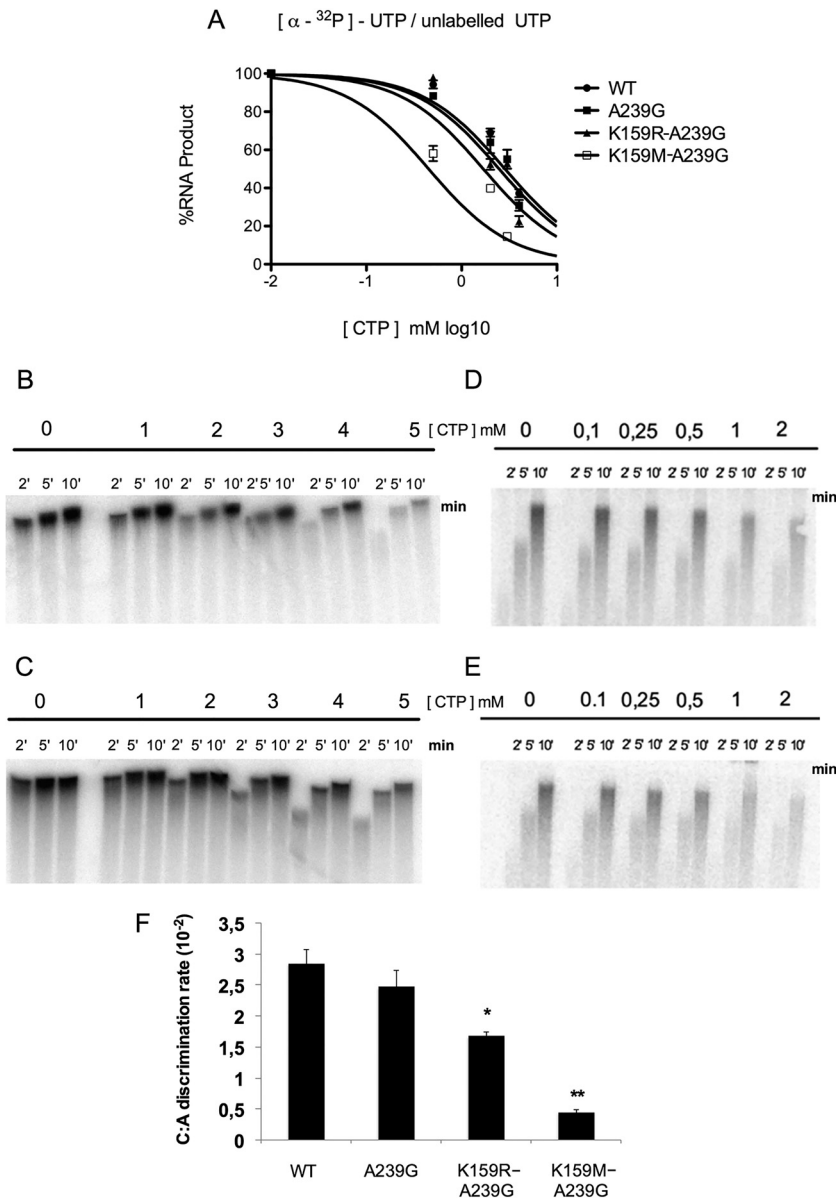 A
[ α - ³²P ] - UTP / unlabelled UTP
100
80
60
40
20
0
%RNA Product
-2
-1
0
1
[ CTP ] mM log10
WT
A239G
K159R-A239G
K159M-A239G
B
0 1 2 3 4 5 [ CTP ] mM
2' 5' 10' 2' 5' 10' 2' 5' 10' 2' 5' 10' 2' 5' 10' 2' 5' 10'
min
D
0 0,1 0,25 0,5 1 2
2' 5' 10' 2' 5' 10' 2' 5' 10' 2' 5' 10' 2' 5' 10' 2' 5' 10'
min
C
0 1 2 3 4 5 [ CTP ] mM
2' 5' 10' 2' 5' 10' 2' 5' 10' 2' 5' 10' 2' 5' 10' 2' 5' 10'
min
E
0 0.1 0,25 0,5 1 2
2' 5' 10' 2' 5' 10' 2' 5' 10' 2' 5' 10' 2' 5' 10' 2' 5' 10'
min
F
C:A discrimination rate (10⁻²)
3,5
3
2,5
2
1,5
1
0,5
0
*
**
WT
A239G
K159R–
A239G
K159M–
A239G